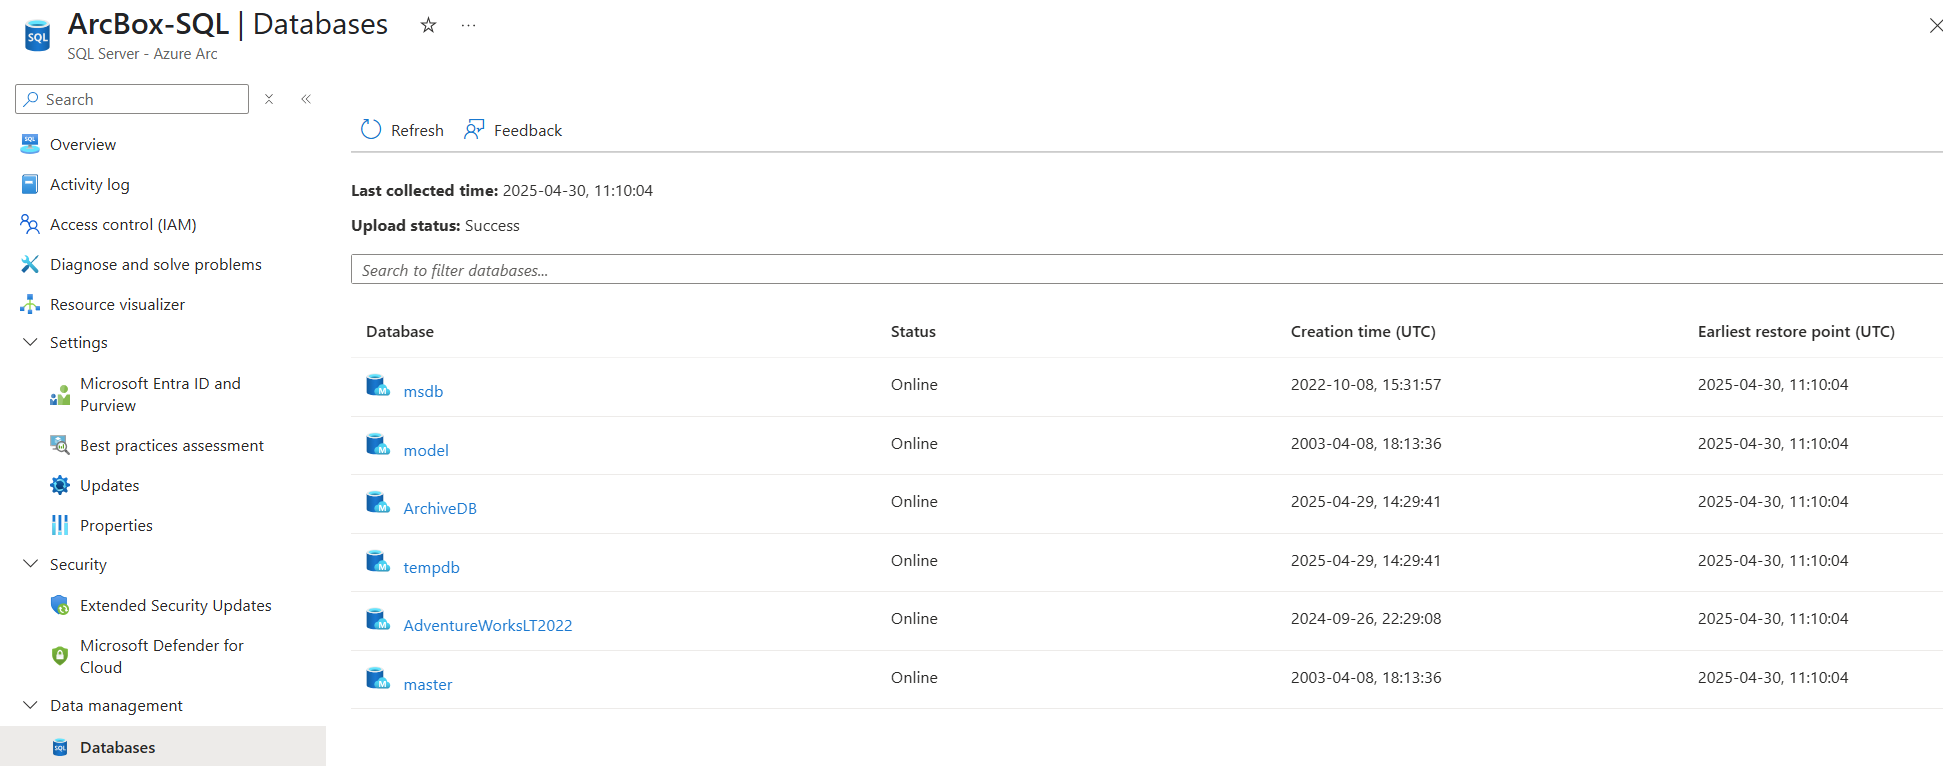 ArcBox-SQL | Databases
SQL Server - Azure Arc
Search
Overview
Activity log
Access control (IAM)
Diagnose and solve problems
Resource visualizer
Settings
Microsoft Entra ID and
Purview
Best practices assessment
Updates
Properties
Security
Extended Security Updates
Microsoft Defender for
Cloud
Data management
Databases
Refresh Feedback
Last collected time: 2025-04-30, 11:10:04
Upload status: Success
Search to filter databases...
Database Status Creation time (UTC) Earliest restore point (UTC)
msdb Online 2022-10-08, 15:31:57 2025-04-30, 11:10:04
model Online 2003-04-08, 18:13:36 2025-04-30, 11:10:04
ArchiveDB Online 2025-04-29, 14:29:41 2025-04-30, 11:10:04
tempdb Online 2025-04-29, 14:29:41 2025-04-30, 11:10:04
AdventureWorksLT2022 Online 2024-09-26, 22:29:08 2025-04-30, 11:10:04
master Online 2003-04-08, 18:13:36 2025-04-30, 11:10:04